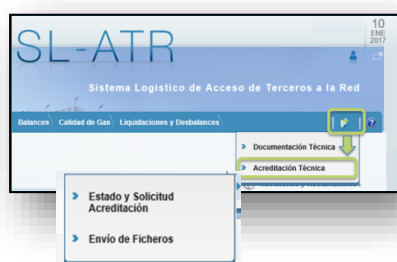 SL-ATR
10
ENE
2017
Sistema Logístico de Acceso de Terceros a la Red
Balances
Calidad de Gas
Liquidaciones y Desbalances
Documentación Técnica
Acreditación Técnica
Estado y Solicitud
Acreditación
Envío de Ficheros